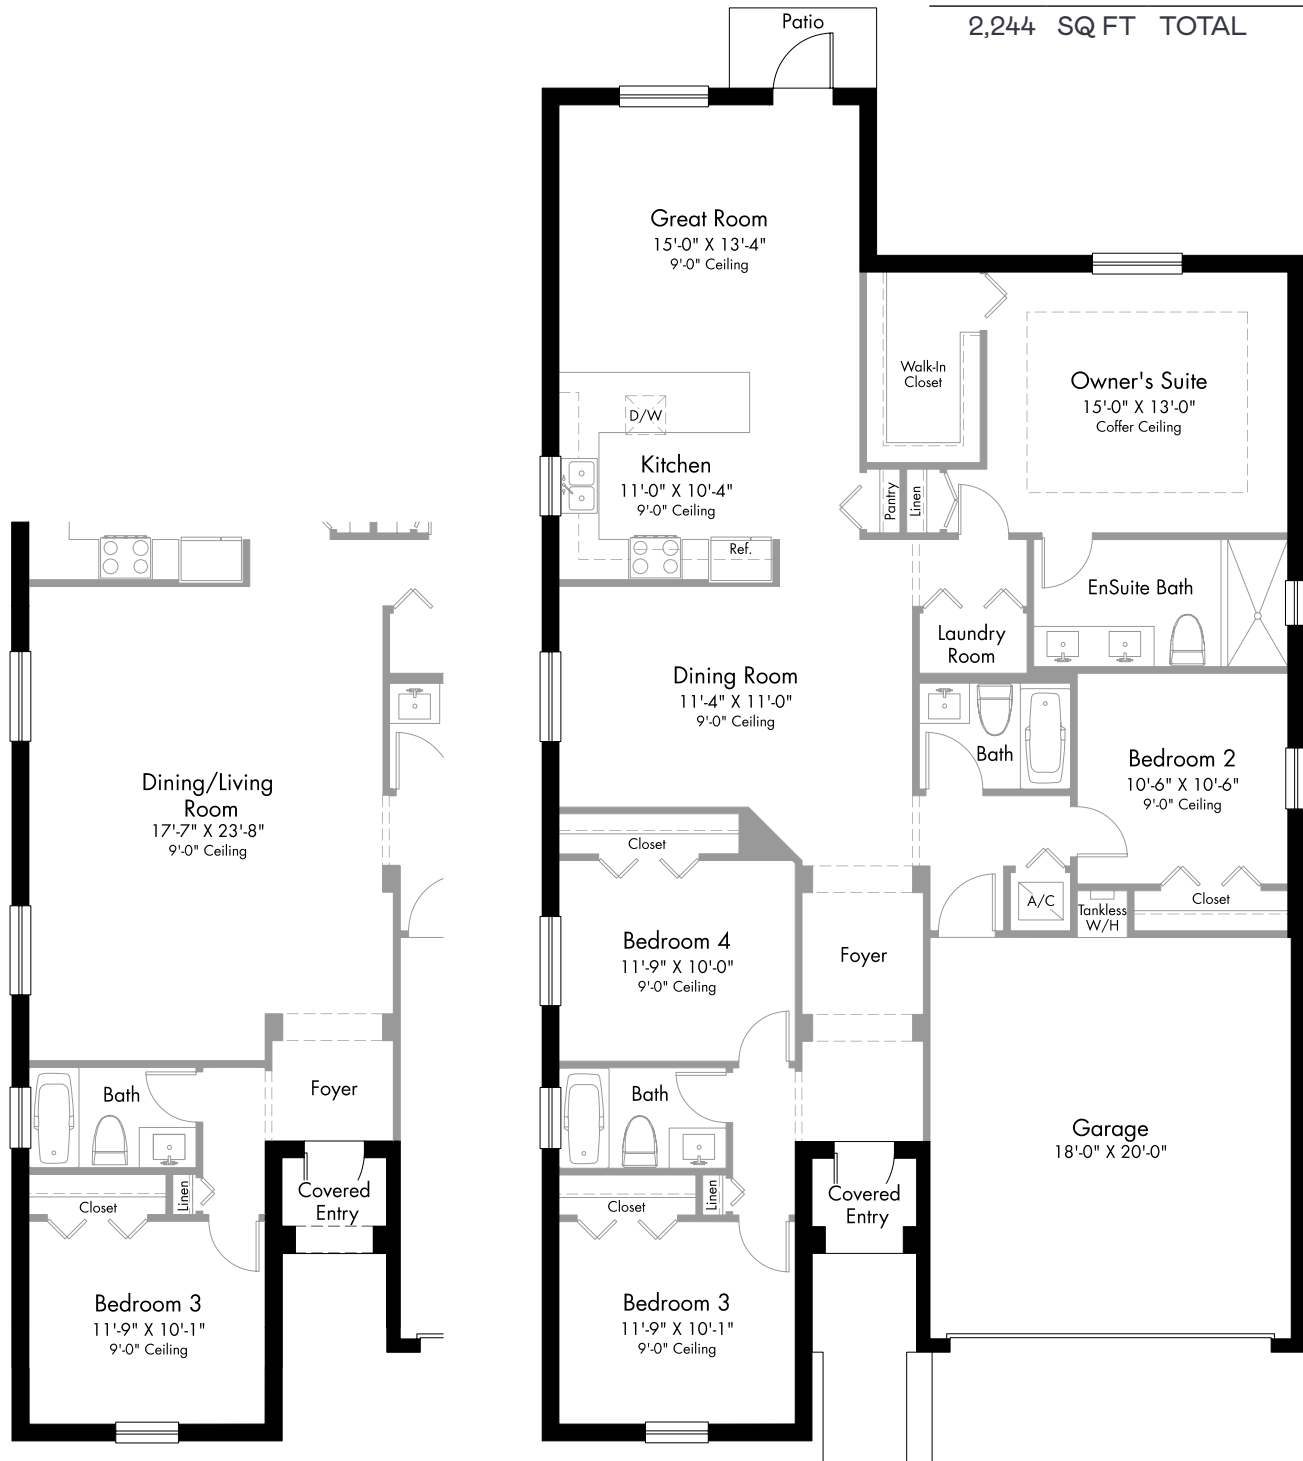 2,244 SQ FT TOTAL
Patio
Great Room
15'-0" X 13'-4"
9'-0" Ceiling
Walk-In
Closet
Owner's Suite
15'-0" X 13'-0"
Coffer Ceiling
D/W
Kitchen
11'-0" X 10'-4"
9'-0" Ceiling
Pantry
Linen
Ref.
EnSuite Bath
Laundry
Room
Dining Room
11'-4" X 11'-0"
9'-0" Ceiling
Bath
Bedroom 2
10'-6" X 10'-6"
9'-0" Ceiling
Closet
A/C
Tankless
W/H
Closet
Bedroom 4
11'-9" X 10'-0"
9'-0" Ceiling
Foyer
Bath
Garage
18'-0" X 20'-0"
Linen
Closet
Covered
Entry
Bedroom 3
11'-9" X 10'-1"
9'-0" Ceiling
Dining/Living
Room
17'-7" X 23'-8"
9'-0" Ceiling
Bath
Foyer
Linen
Closet
Covered
Entry
Bedroom 3
11'-9" X 10'-1"
9'-0" Ceiling